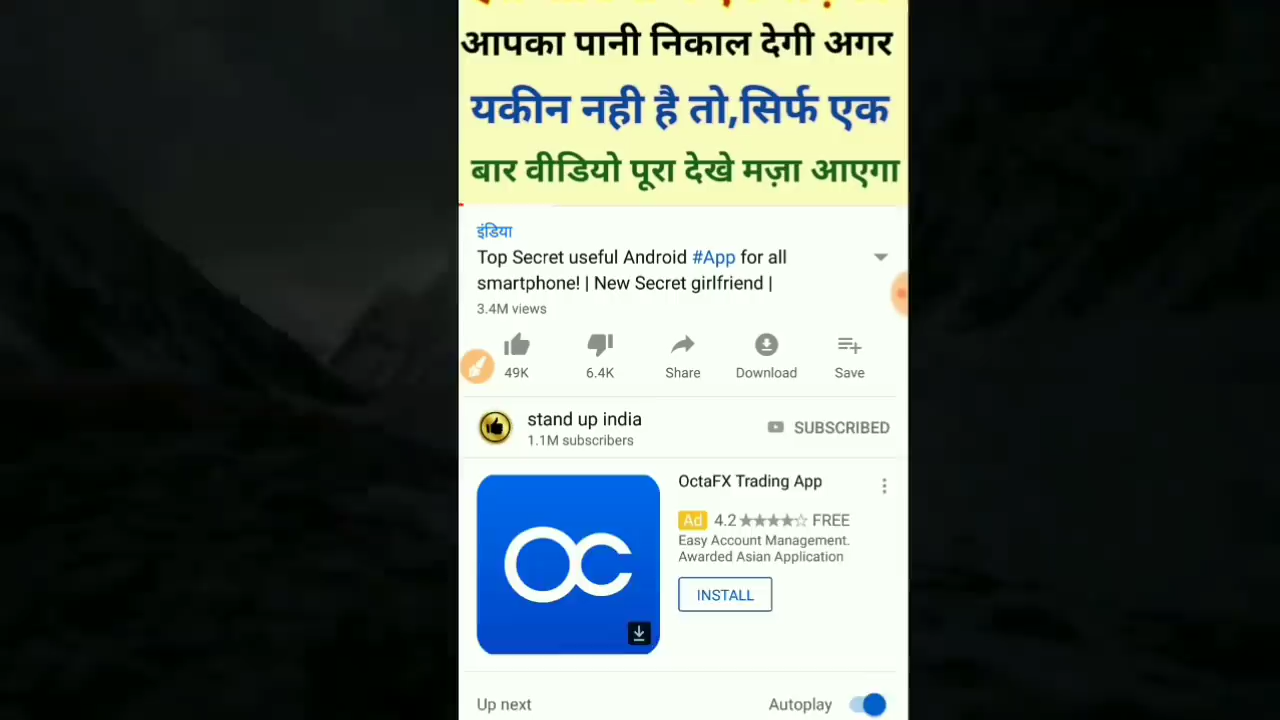 आपका पानी निकाल देगी अगर
यकीन नही है तो,सिर्फ एक
बार वीडियो पूरा देखे मज़ा आएगा
इंडिया
Top Secret useful Android #App for all
smartphone! | New Secret girlfriend |
3.4M views
49K
6.4K
Share
Download
Save
stand up india
1.1M subscribers
SUBSCRIBED
OctaFX Trading App
Ad 4.2 FREE
Easy Account Management.
Awarded Asian Application
INSTALL
Up next
Autoplay